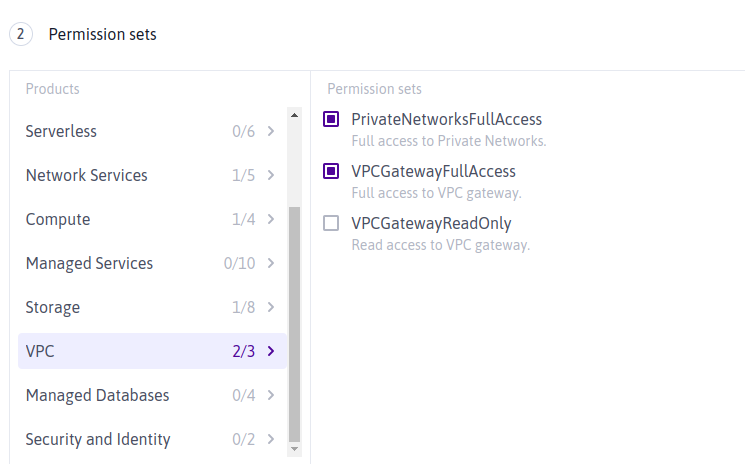 2 Permission sets
Products
Serverless 0/6
Network Services 1/5
Compute 1/4
Managed Services 0/10
Storage 1/8
VPC 2/3
Managed Databases 0/4
Security and Identity 0/2
Permission sets
PrivateNetworksFullAccess
Full access to Private Networks.
VPCGatewayFullAccess
Full access to VPC gateway.
VPCGatewayReadOnly
Read access to VPC gateway.